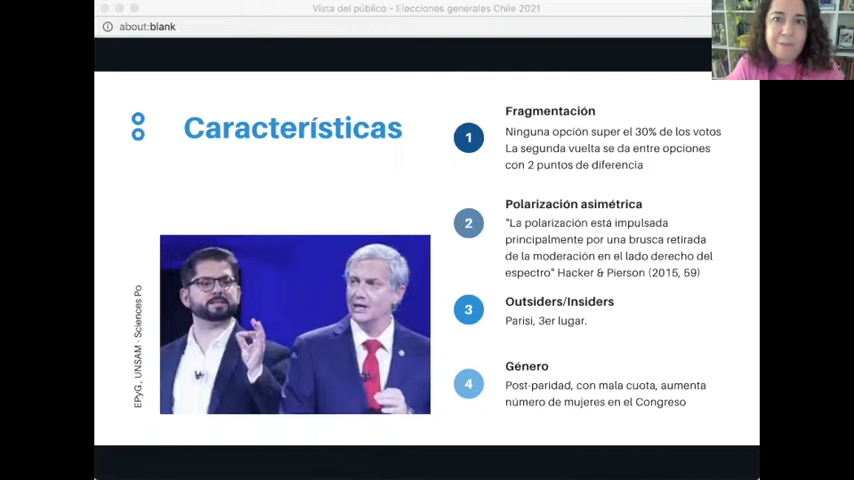 Vista del público - Elecciones generales Chile 2021
about:blank
Características
1
Fragmentación
Ninguna opción super el 30% de los votos
La segunda vuelta se da entre opciones
con 2 puntos de diferencia
2
Polarización asimétrica
"La polarización está impulsada
principalmente por una brusca retirada
de la moderación en el lado derecho del
espectro" Hacker & Pierson (2015, 59)
3
Outsiders/Insiders
Parisi, 3er lugar.
4
Género
Post-paridad, con mala cuota, aumenta
número de mujeres en el Congreso
EPyG, UNSAM - Sciences Po